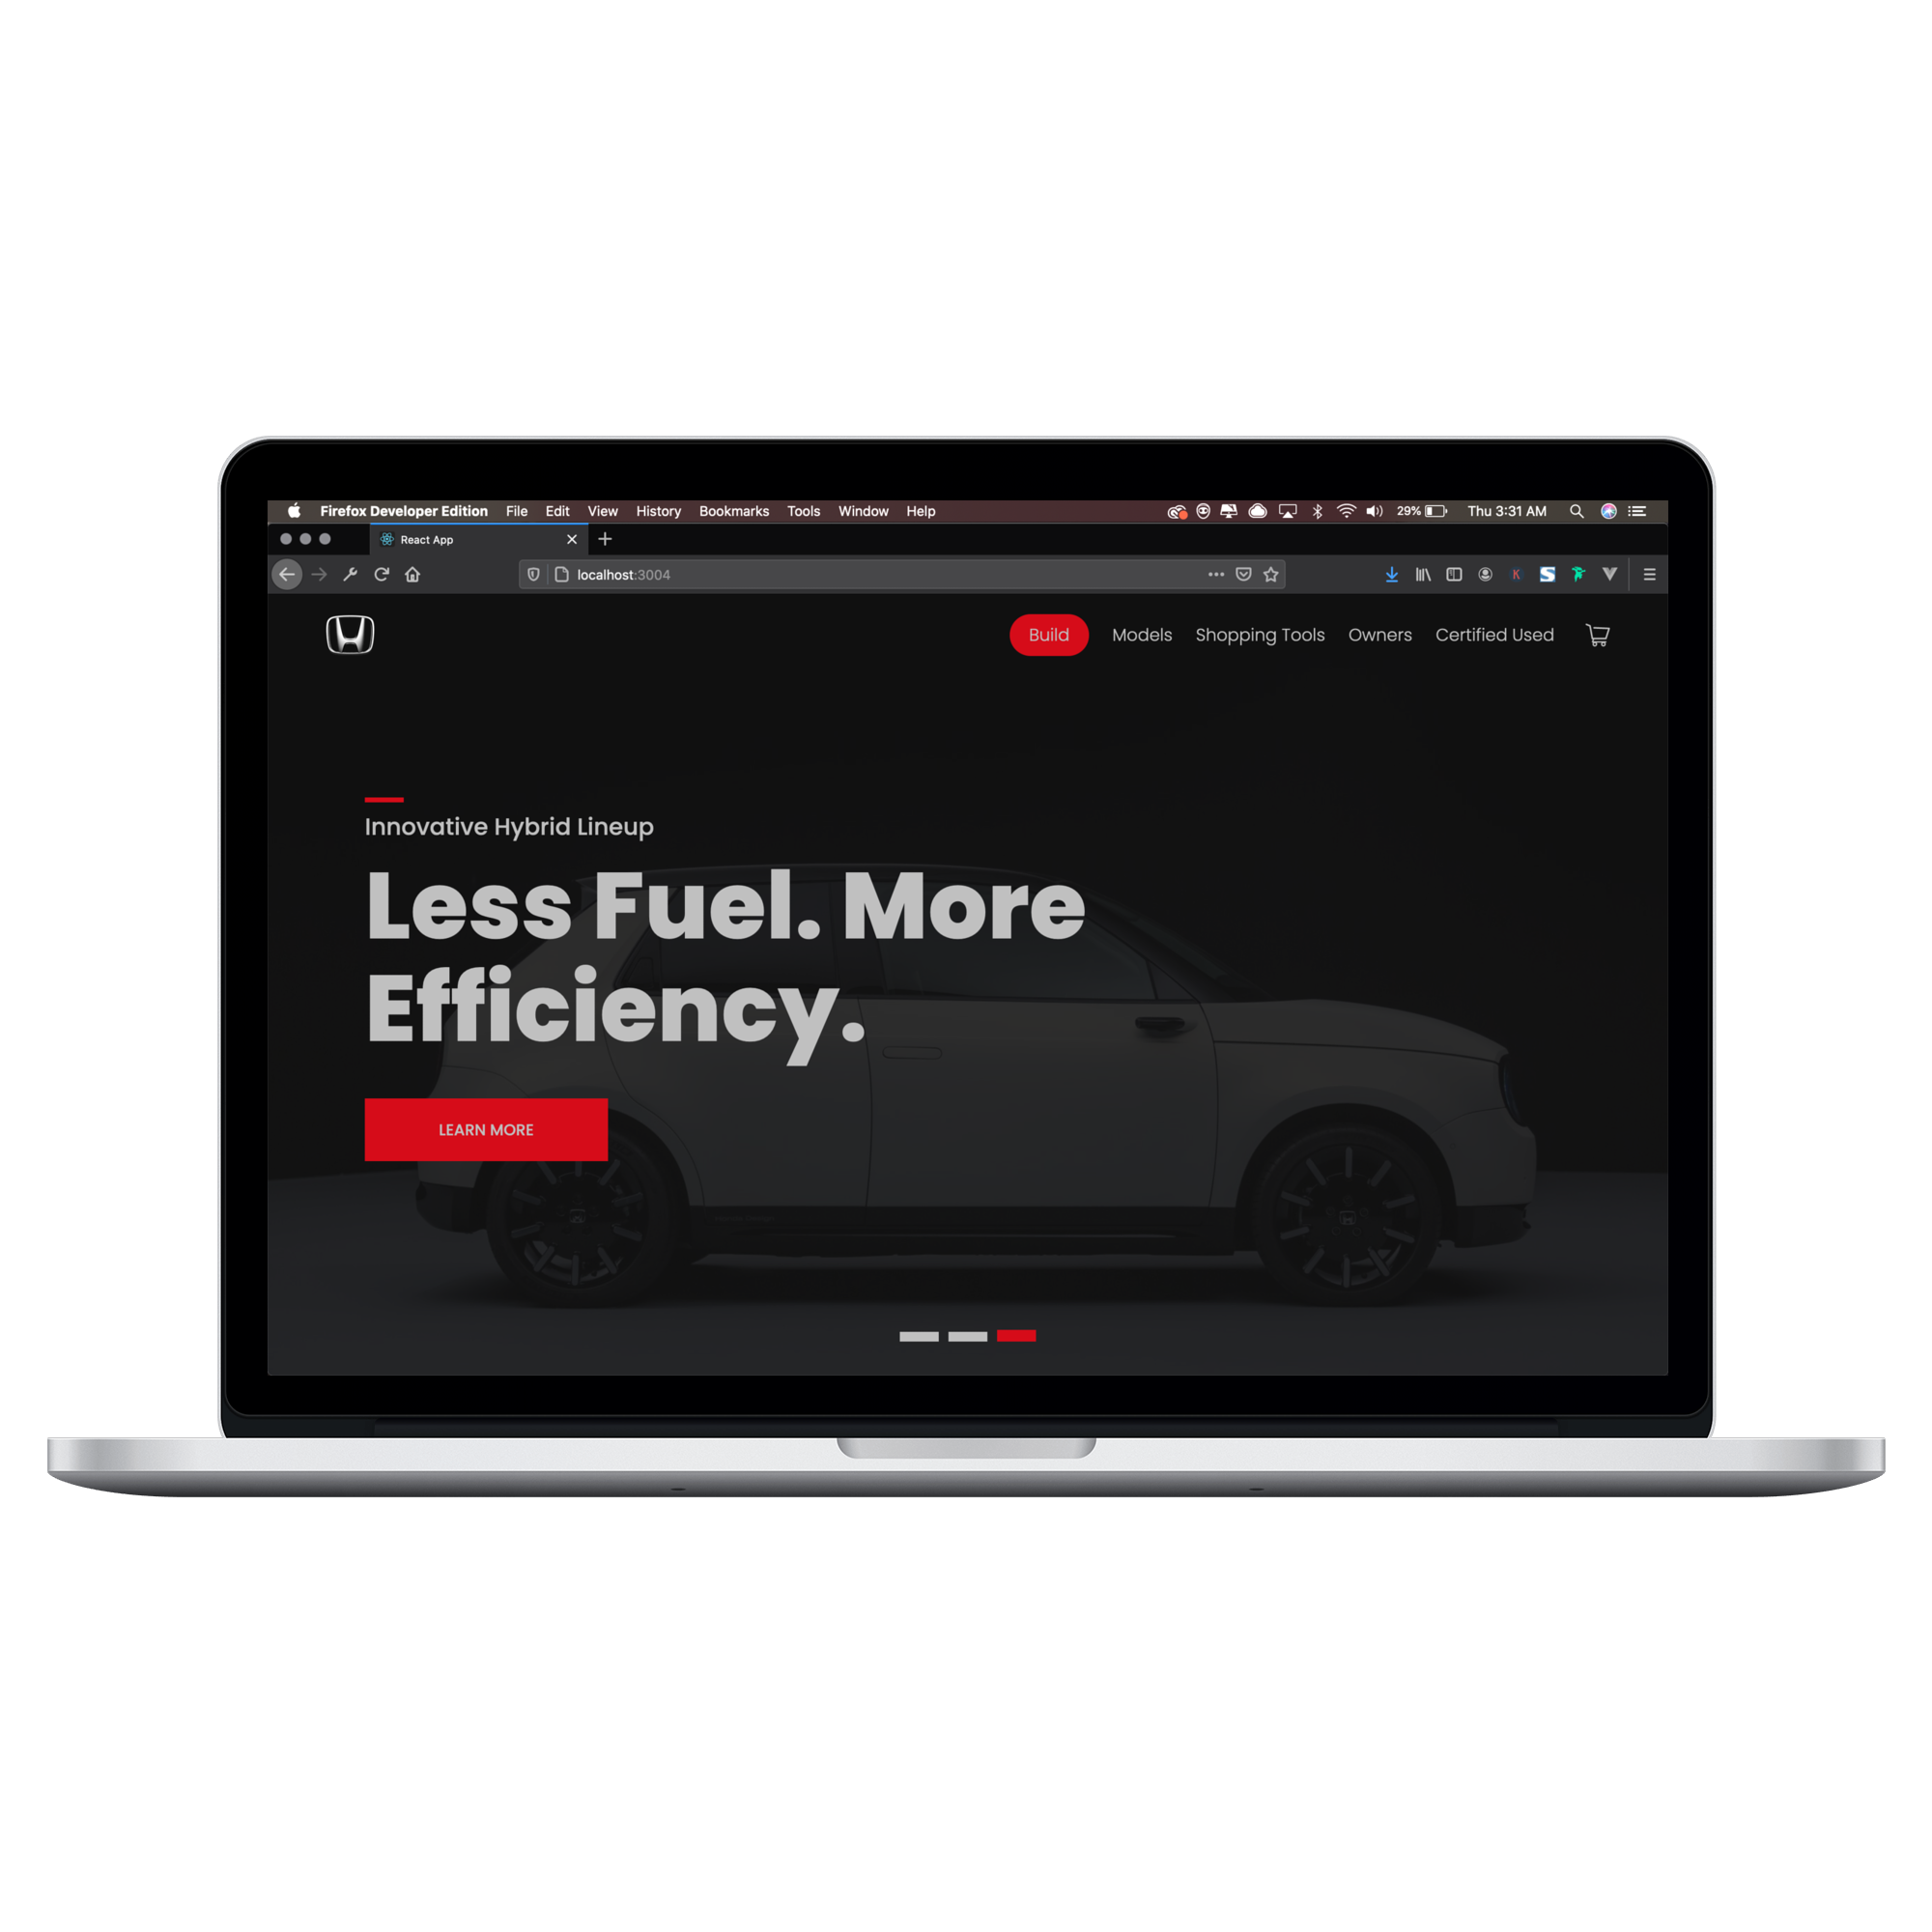 Firefox Developer Edition File Edit View History Bookmarks Tools Window Help 29% Thu 3:31 AM
React App
localhost:3004
Build Models Shopping Tools Owners Certified Used
Innovative Hybrid Lineup
Less Fuel. More
Efficiency.
LEARN MORE